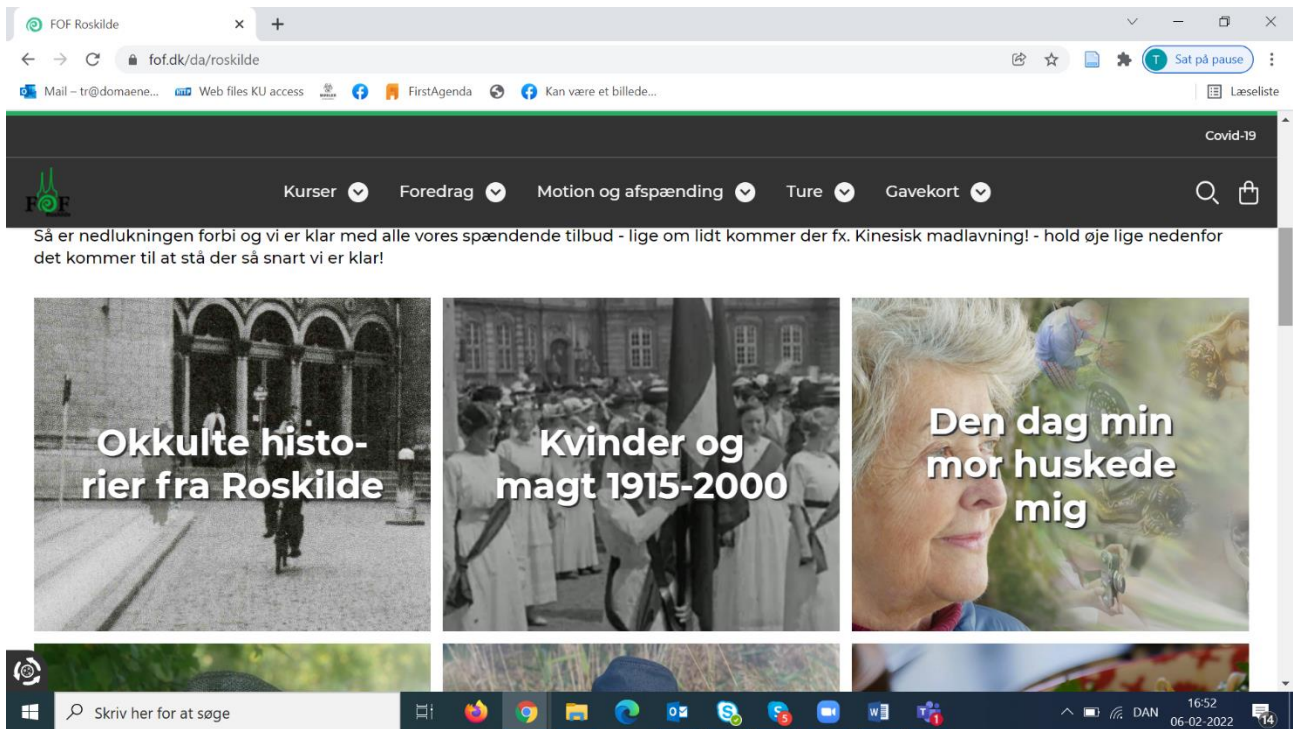 FOF Roskilde
fof.dk/da/roskilde
T Sat på pause
Mail – tr@domaene... Web files KU access FirstAgenda Kan være et billede... Læseliste
Covid-19
FOF
Kurser Foredrag Motion og afspænding Ture Gavekort
Så er nedlukningen forbi og vi er klar med alle vores spændende tilbud - lige om lidt kommer der fx. Kinesisk madlavning! - hold øje lige nedenfor
det kommer til at stå der så snart vi er klar!
Okkulte histo-
rier fra Roskilde
Kvinder og
magt 1915-2000
Den dag min
mor huskede
mig
Skriv her for at søge
DAN
16:52
06-02-2022
14